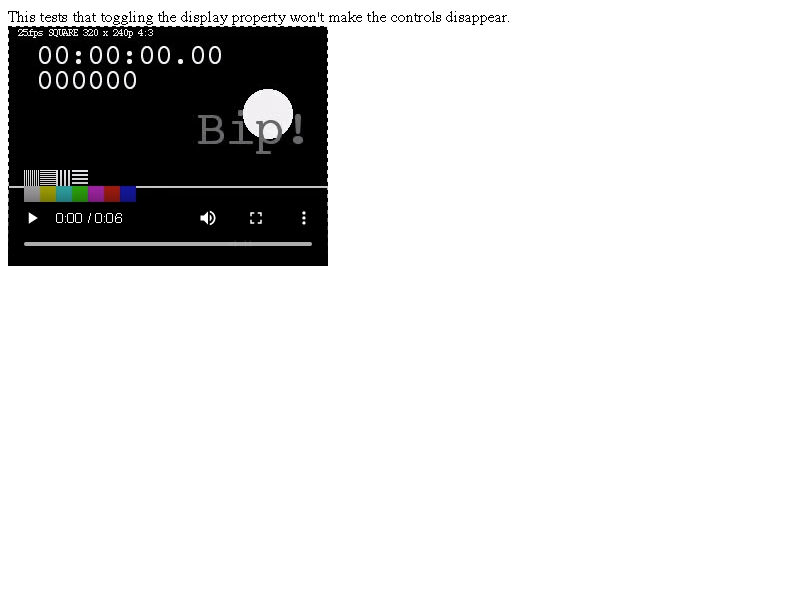 This tests that toggling the display property won't make the controls disappear.
25fps SQUARE 320 x 240p 4:3
00:00:00.00
000000
Bip!
0:00 / 0:06